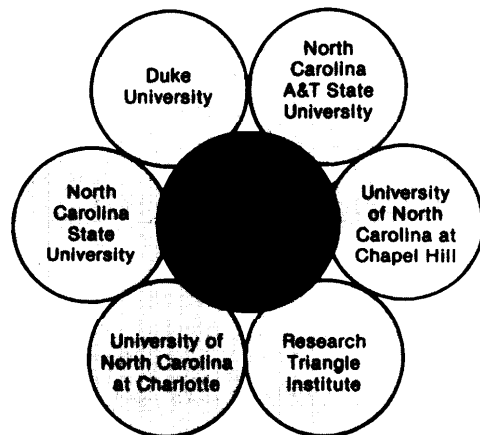 Duke
University
North
Carolina
A&T State
University
North
Carolina
State
University
University
of North
Carolina at
Chapel Hill
University of
North Carolina
at Charlotte
Research
Triangle
Institute